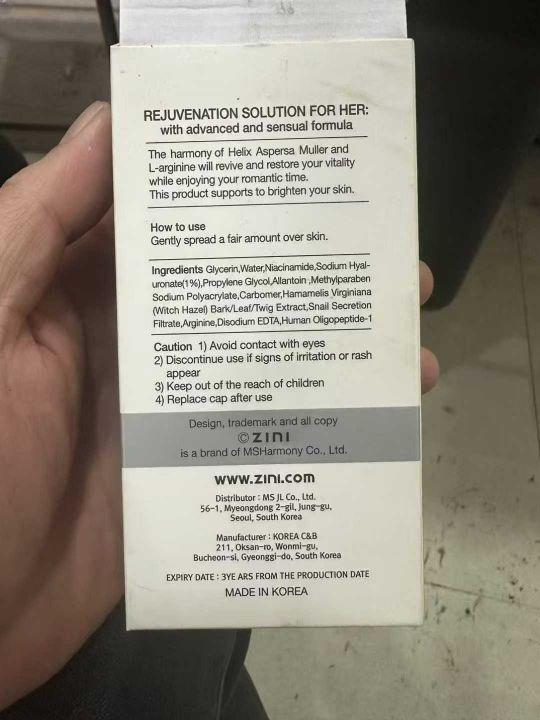 REJUVENATION SOLUTION FOR HER:
with advanced and sensual formula
The harmony of Helix Aspersa Muller and
L-arginine will revive and restore your vitality
while enjoying your romantic time.
This product supports to brighten your skin.
How to use
Gently spread a fair amount over skin.
Ingredients Glycerin,Water,Niacinamide,Sodium Hyal-
uronate(1%),Propylene Glycol,Allantoin ,Methylparaben
Sodium Polyacrylate,Carbomer,Hamamelis Virginiana
(Witch Hazel) Bark/Leaf/Twig Extract,Snail Secretion
Filtrate,Arginine,Disodium EDTA,Human Oligopeptide-1
Caution 1) Avoid contact with eyes
2) Discontinue use if signs of irritation or rash
appear
3) Keep out of the reach of children
4) Replace cap after use
Design, trademark and all copy
© ZINI
is a brand of MSHarmony Co., Ltd.
www.zini.com
Distributor : MS JL Co., Ltd.
56-1, Myeongdong 2-gil, Jung-gu,
Seoul, South Korea
Manufacturer : KOREA C&B
211, Oksan-ro, Wonmi-gu,
Bucheon-si, Gyeonggi-do, South Korea
EXPIRY DATE : 3YE ARS FROM THE PRODUCTION DATE
MADE IN KOREA